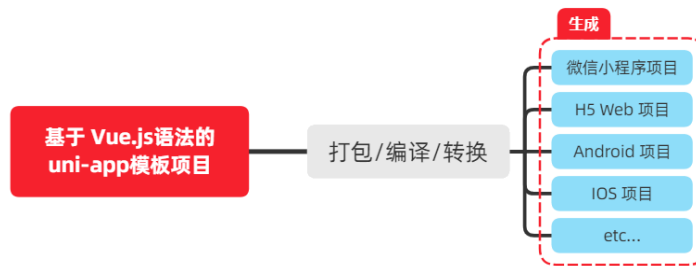 基于 Vue.js语法的
uni-app模板项目
打包/编译/转换
生成
微信小程序项目
H5 Web 项目
Android 项目
IOS 项目
etc...